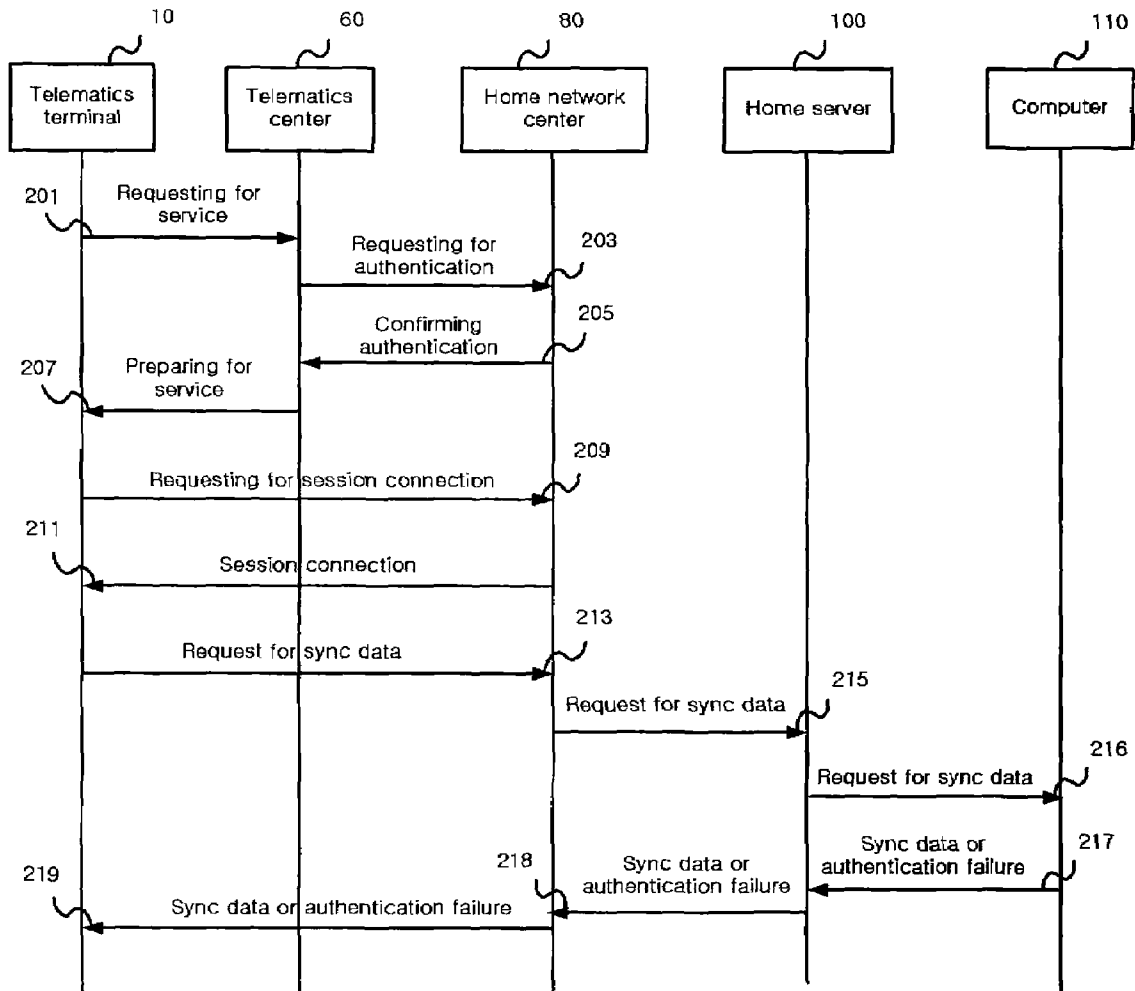 10
60
80
100
110
Telematics
terminal
Telematics
center
Home network
center
Home server
Computer
201
Requesting for
service
Requesting for
authentication
203
Confirming
authentication
205
207
Preparing for
service
Requesting for session connection
209
211
Session connection
Request for sync data
213
Request for sync data
215
Request for sync data
216
Sync data or
authentication failure
217
Sync data or
authentication failure
218
219
Sync data or authentication failure